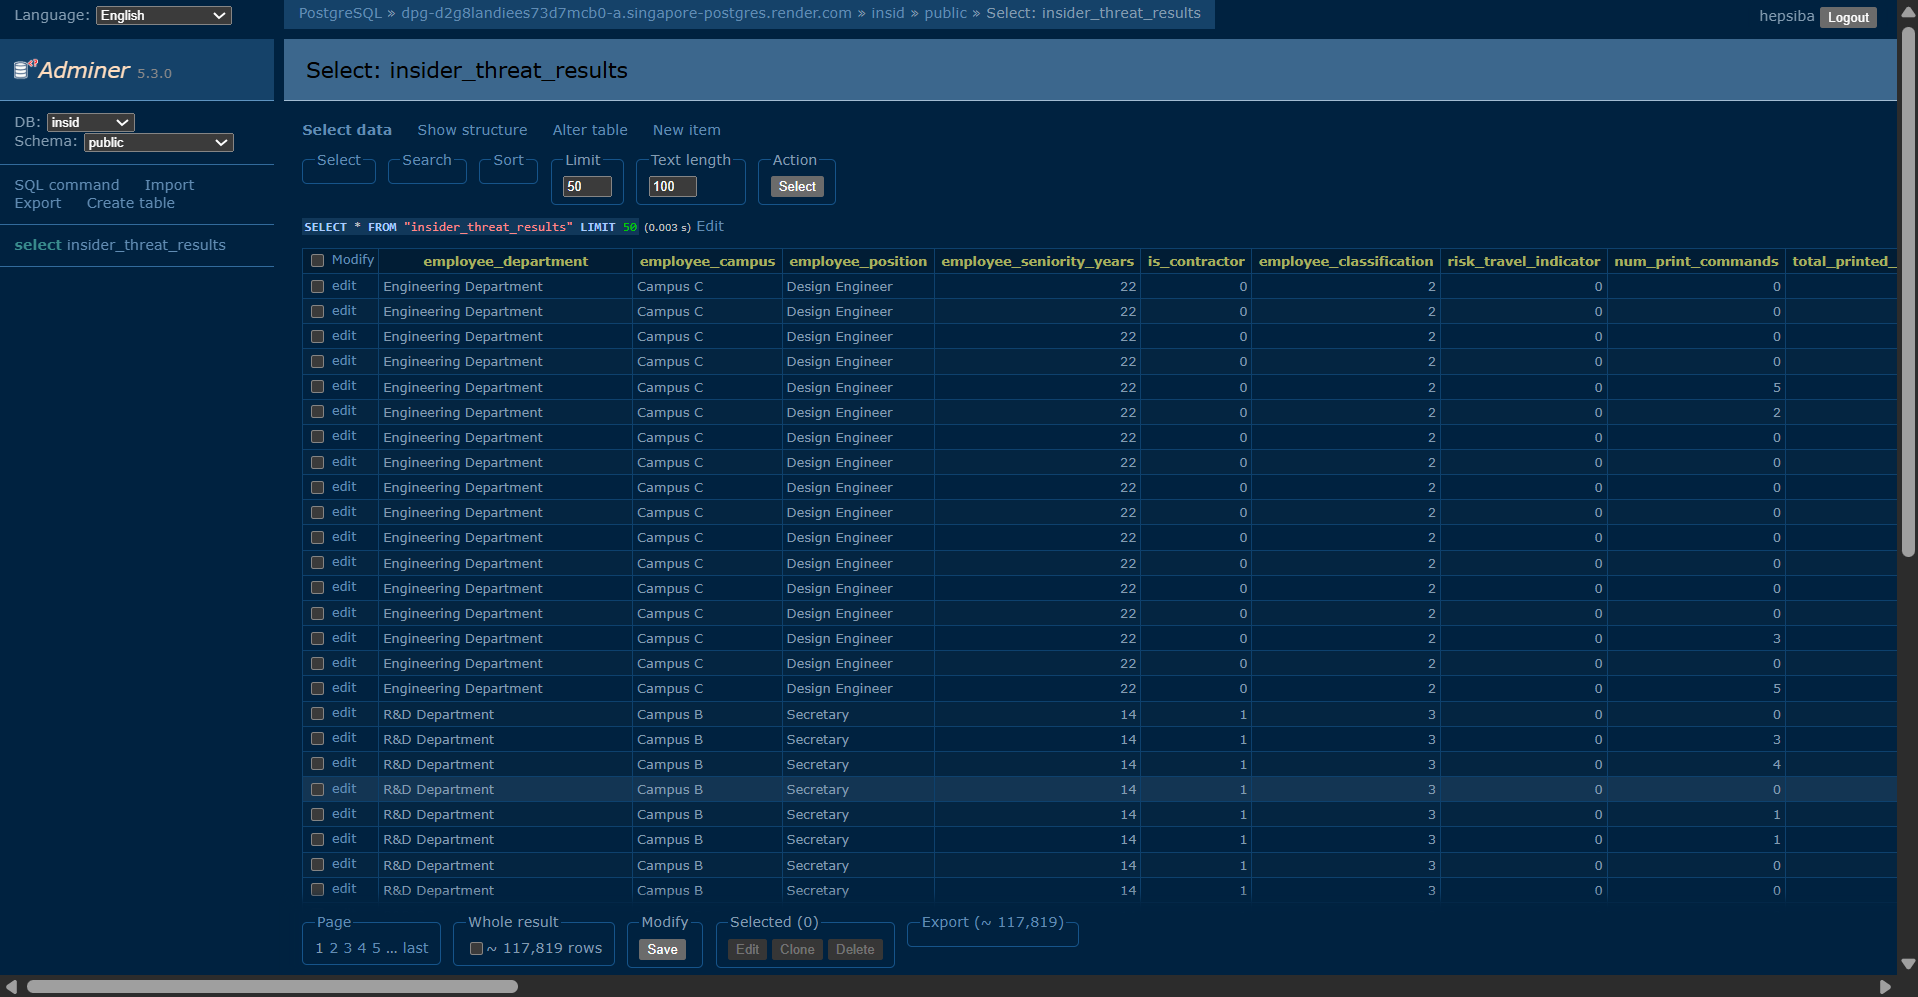 Language: English
PostgreSQL » dpg-d2g8landiees73d7mcb0-a.singapore-postgres.render.com » insid » public » Select: insider_threat_results
hepsiba Logout
Adminer 5.3.0
Select: insider_threat_results
DB: insid
Schema: public
SQL command Import
Export Create table
select insider_threat_results
Select data Show structure Alter table New item
Select Search Sort Limit Text length Action
50 100 Select
SELECT * FROM "insider_threat_results" LIMIT 50 (0.003 s) Edit
Modify employee_department employee_campus employee_position employee_seniority_years is_contractor employee_classification risk_travel_indicator num_print_commands total_printed_
edit Engineering Department Campus C Design Engineer 22 0 2 0 0
edit Engineering Department Campus C Design Engineer 22 0 2 0 0
edit Engineering Department Campus C Design Engineer 22 0 2 0 0
edit Engineering Department Campus C Design Engineer 22 0 2 0 0
edit Engineering Department Campus C Design Engineer 22 0 2 0 5
edit Engineering Department Campus C Design Engineer 22 0 2 0 2
edit Engineering Department Campus C Design Engineer 22 0 2 0 0
edit Engineering Department Campus C Design Engineer 22 0 2 0 0
edit Engineering Department Campus C Design Engineer 22 0 2 0 0
edit Engineering Department Campus C Design Engineer 22 0 2 0 0
edit Engineering Department Campus C Design Engineer 22 0 2 0 0
edit Engineering Department Campus C Design Engineer 22 0 2 0 0
edit Engineering Department Campus C Design Engineer 22 0 2 0 0
edit Engineering Department Campus C Design Engineer 22 0 2 0 0
edit Engineering Department Campus C Design Engineer 22 0 2 0 3
edit Engineering Department Campus C Design Engineer 22 0 2 0 0
edit Engineering Department Campus C Design Engineer 22 0 2 0 5
edit R&D Department Campus B Secretary 14 1 3 0 0
edit R&D Department Campus B Secretary 14 1 3 0 3
edit R&D Department Campus B Secretary 14 1 3 0 4
edit R&D Department Campus B Secretary 14 1 3 0 0
edit R&D Department Campus B Secretary 14 1 3 0 1
edit R&D Department Campus B Secretary 14 1 3 0 1
edit R&D Department Campus B Secretary 14 1 3 0 0
edit R&D Department Campus B Secretary 14 1 3 0 0
Page Whole result Modify Selected (0) Export (~ 117,819)
1 2 3 4 5 ... last ~ 117,819 rows Save Edit Clone Delete